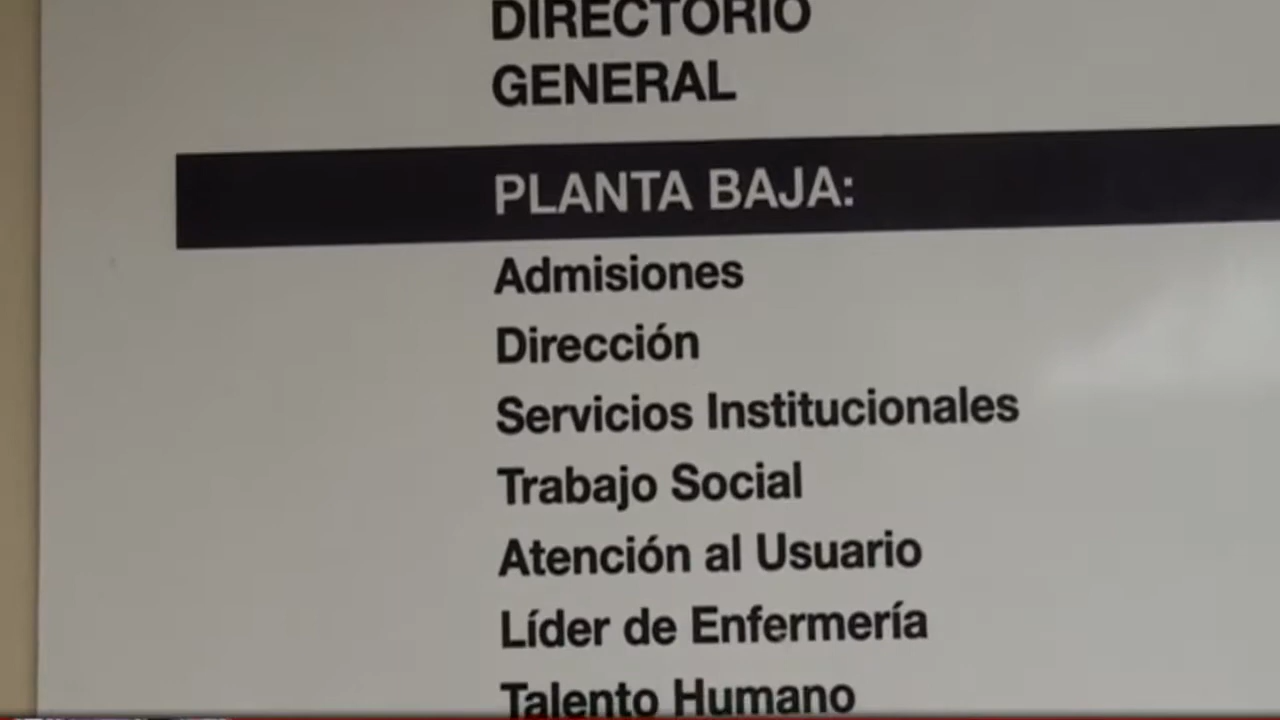 DIRECTORIO
GENERAL
PLANTA BAJA:
Admisiones
Dirección
Servicios Institucionales
Trabajo Social
Atención al Usuario
Líder de Enfermería
Talento Humano